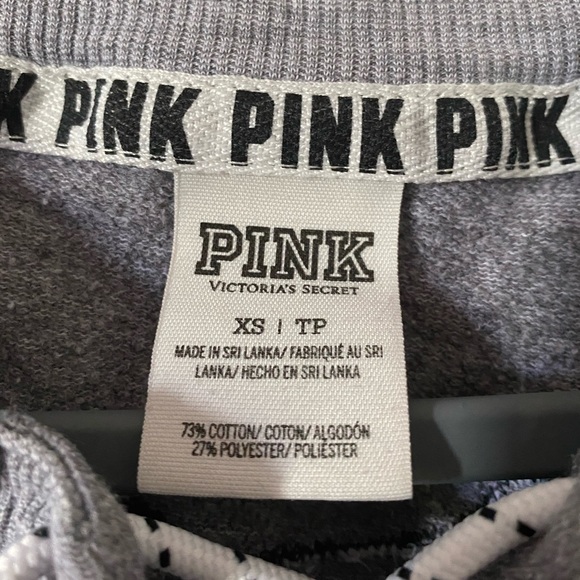 K PINK PINK PINK
PINK
VICTORIA'S SECRET
XS | TP
MADE IN SRI LANKA/ FABRIQUÉ AU SRI
LANKA/ HECHO EN SRI LANKA
73% COTTON/ COTON/ ALGODÓN
27% POLYESTER/ POLIÉSTER